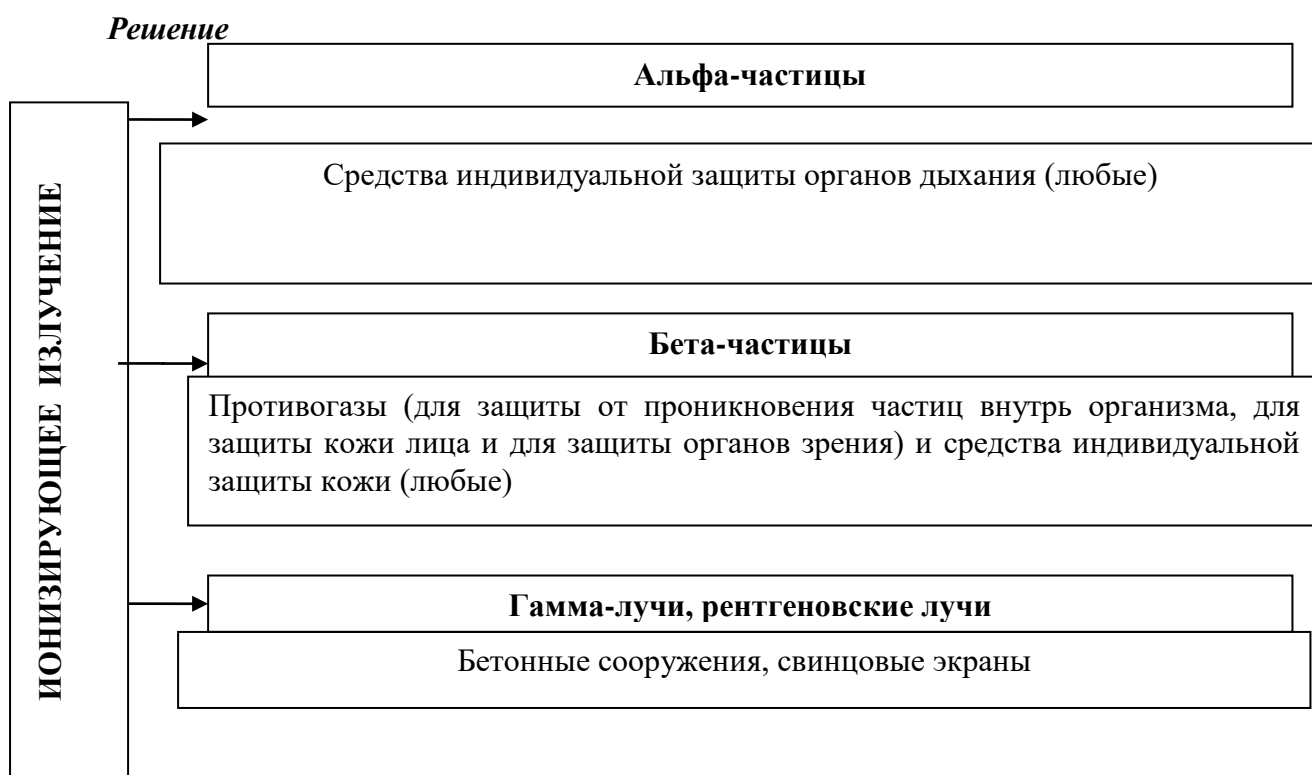 Решение
Альфа-частицы
ИОНИЗИРУЮЩЕЕ ИЗЛУЧЕНИЕ
Средства индивидуальной защиты органов дыхания (любые)
Бета-частицы
Противогазы (для защиты от проникновения частиц внутрь организма, для
защиты кожи лица и для защиты органов зрения) и средства индивидуальной
защиты кожи (любые)
Гамма-лучи, рентгеновские лучи
Бетонные сооружения, свинцовые экраны